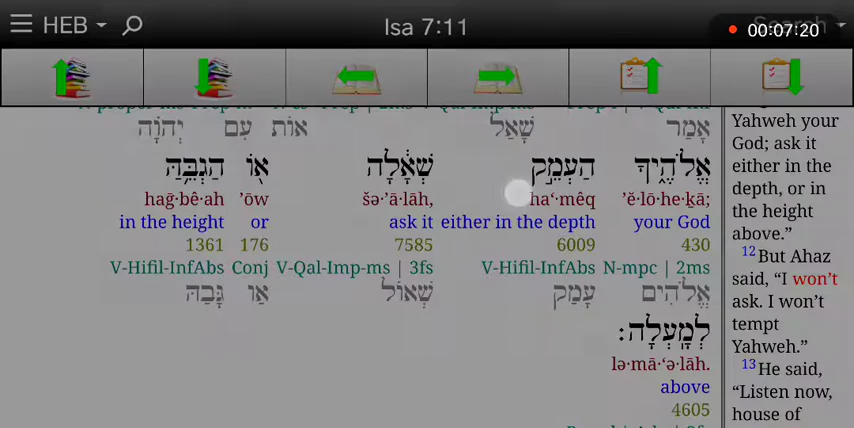 HEB
Isa 7:11
Search
00:07:20
אָמַר שָׁאַל אוֹת עִם יְהוָֹה
אֱלֹהֶ֑יךָ הַעְמֵ֣ק שְׁאָ֔לָה א֖וֹ הַגְבֵּ֥הַּ
haḡ·bê·ah ’ōw šə·’ā·lāh, ha‘·mêq ’ĕ·lō·he·ḵā;
in the height or ask it either in the depth your God
1361 176 7585 6009 430
V-Hifil-InfAbs Conj V-Qal-Imp-ms | 3fs V-Hifil-InfAbs N-mpc | 2ms
אֱלֹהִים עָמַק שְׁאוֹל אַו גָּבַהּ
לְמָֽעְלָה׃
lə·mā·‘ə·lāh.
above
4605
Yahweh your
God; ask it
either in the
depth, or in
the height
above.”
12 But Ahaz
said, “I won’t
ask. I won’t
tempt
Yahweh.”
13 He said,
“Listen now,
house of